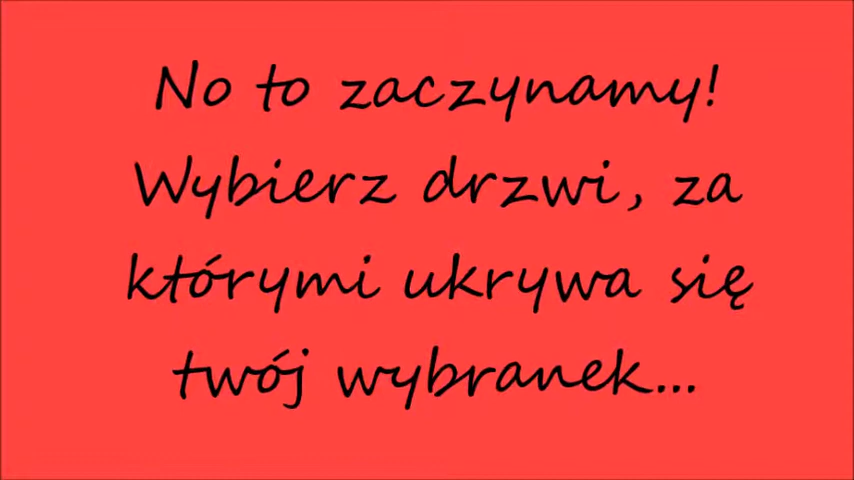 No to zaczynamy!
Wybierz drzwi, za
którymi ukrywa się
twój wybranek...